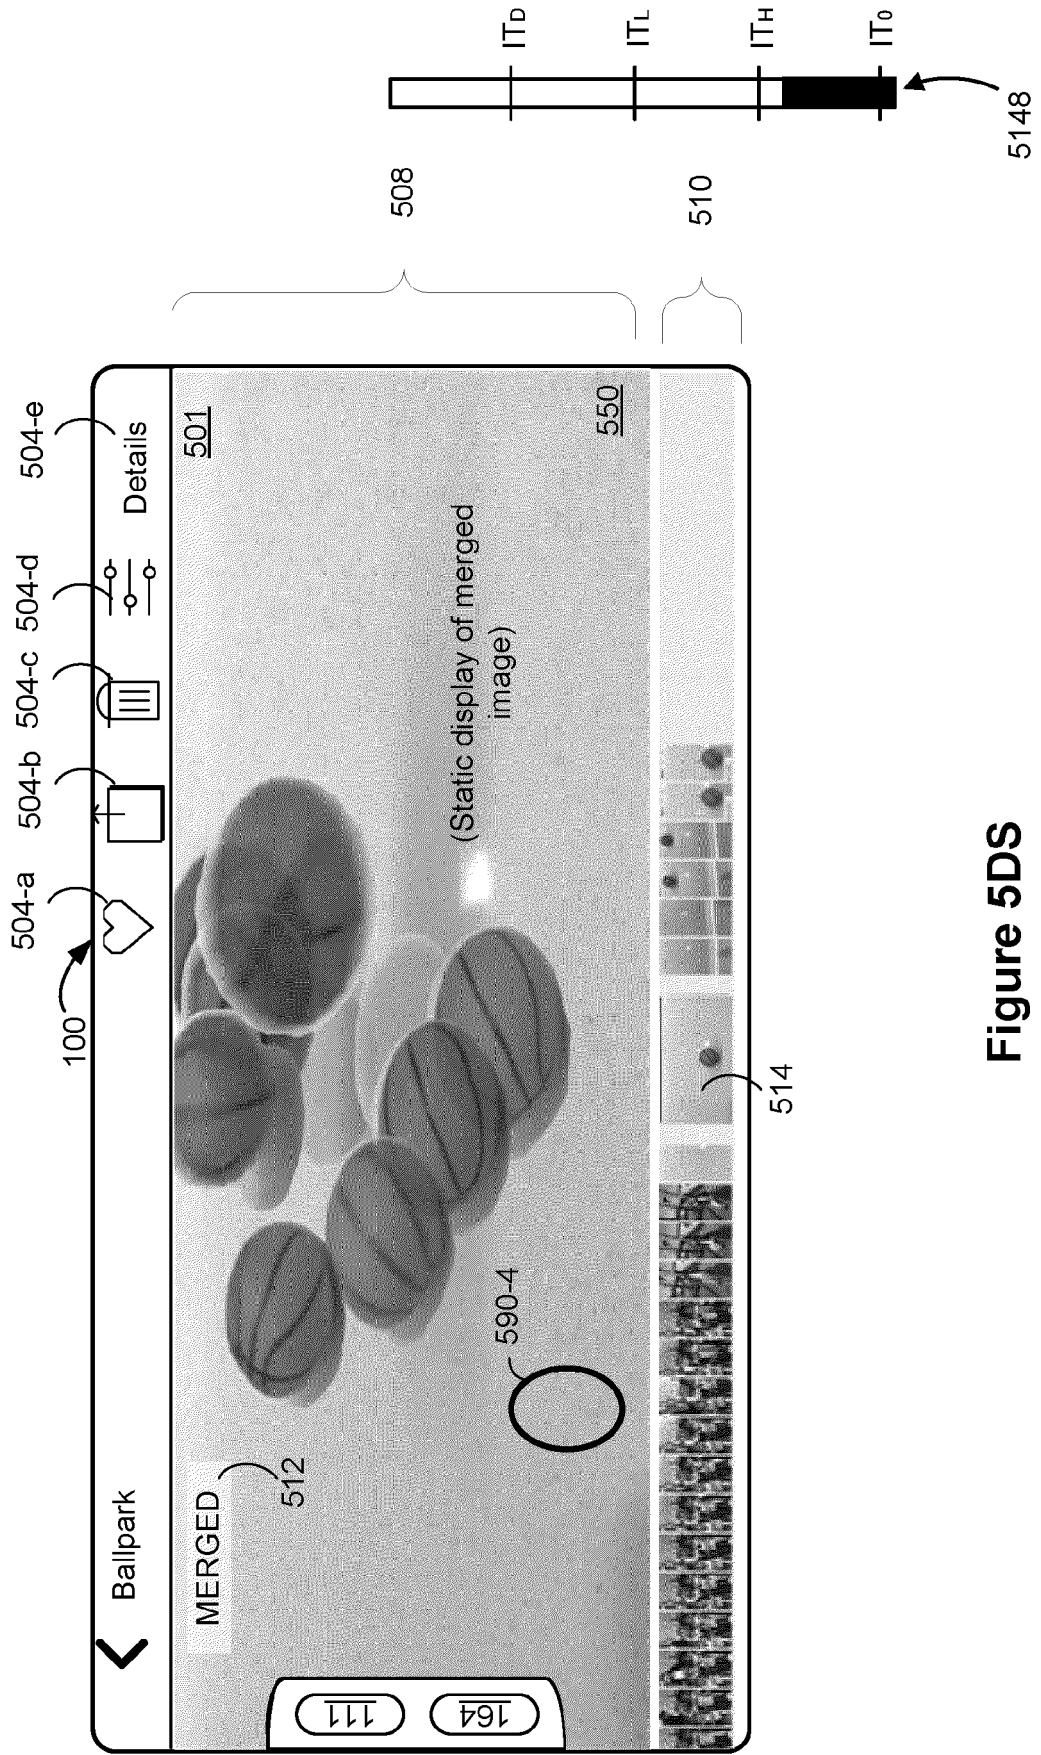 504-a
504-b
504-c
504-d
504-e
100
Ballpark
Details
MERGED
512
501
(Static display of merged
image)
590-4
550
111
164
514
508
510
ITD
ITL
ITH
IT0
5148
Figure 5DS